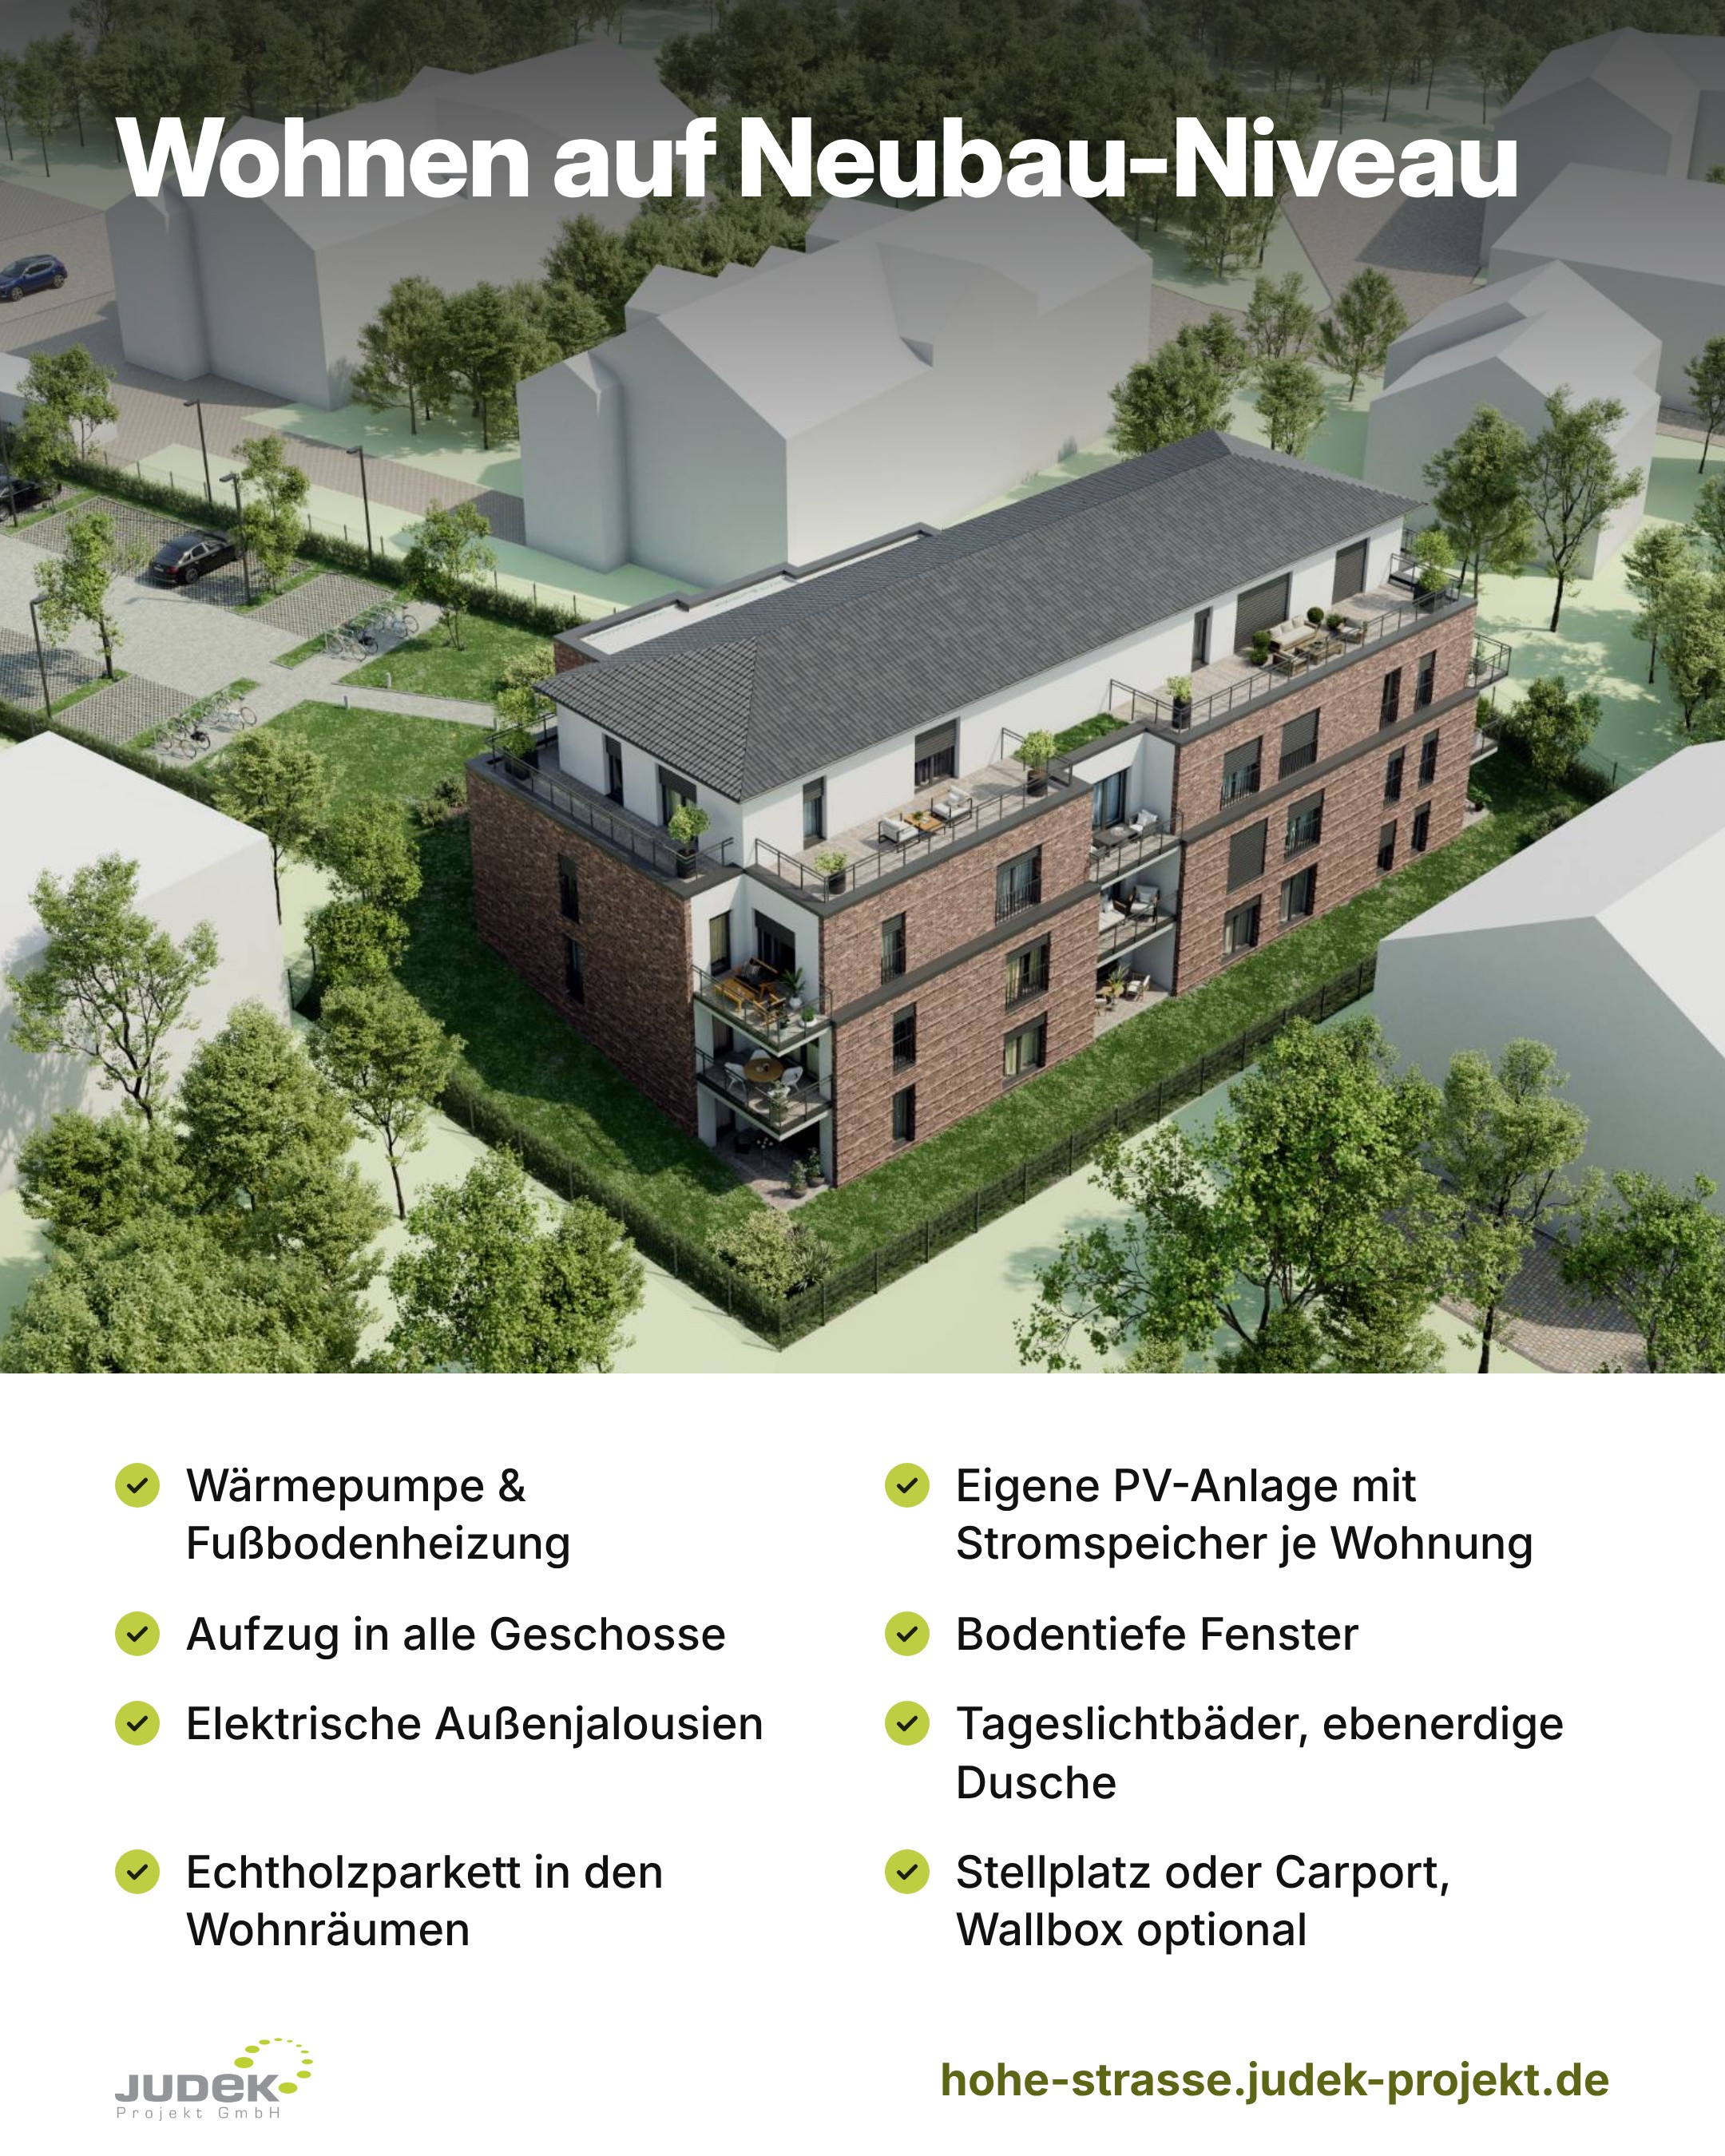 Wohnen auf Neubau-Niveau
Wärmepumpe &
Fußbodenheizung
Eigene PV-Anlage mit
Stromspeicher je Wohnung
Aufzug in alle Geschosse
Bodentiefe Fenster
Elektrische Außenjalousien
Tageslichtbäder, ebenerdige
Dusche
Echtholzparkett in den
Wohnräumen
Stellplatz oder Carport,
Wallbox optional
JUDEK
Projekt GmbH
hohe-strasse.judek-projekt.de